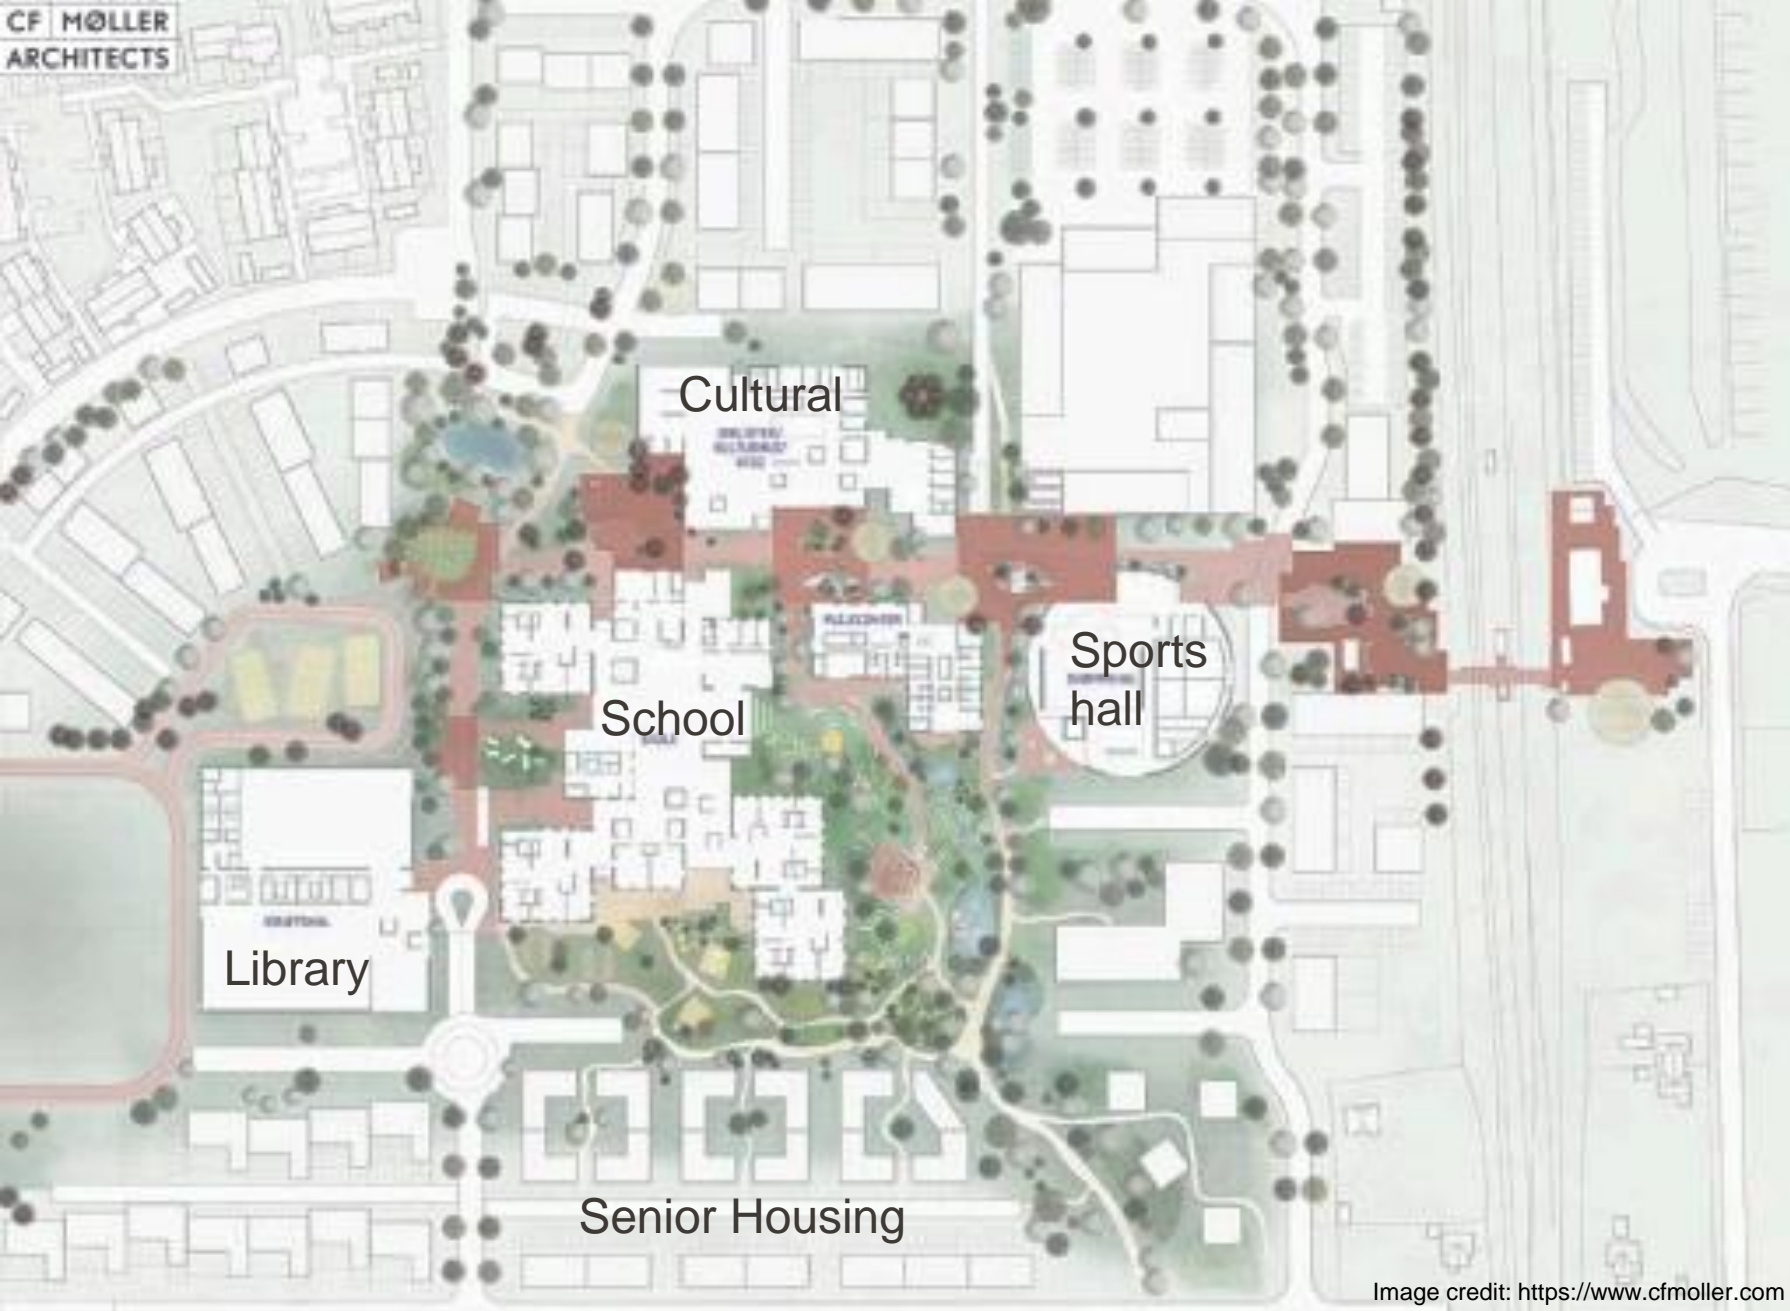 CF MØLLER
ARCHITECTS
Cultural
Sports
hall
School
Library
Senior Housing
Image credit: https://www.cfmoller.com